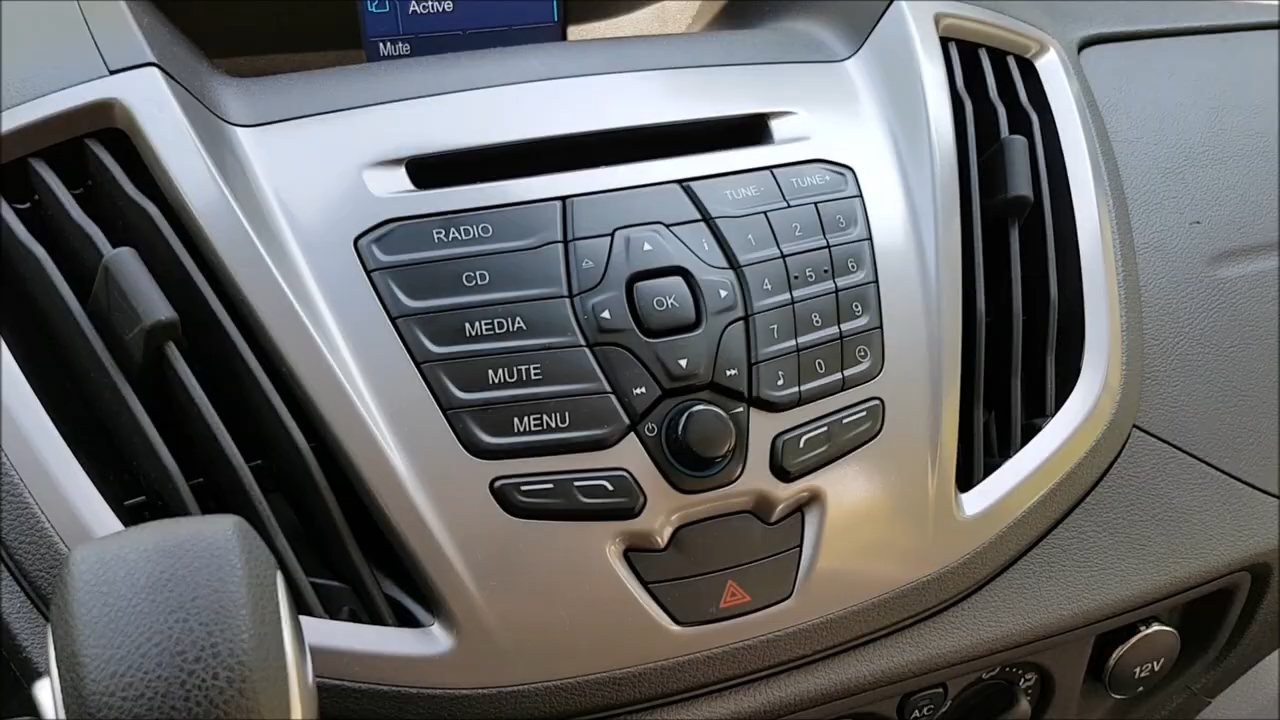 Active
Mute
TUNE- TUNE+
RADIO
CD
MEDIA
MUTE
MENU
i
OK
1 2 3
4 5 6
7 8 9
0
A/C
12V